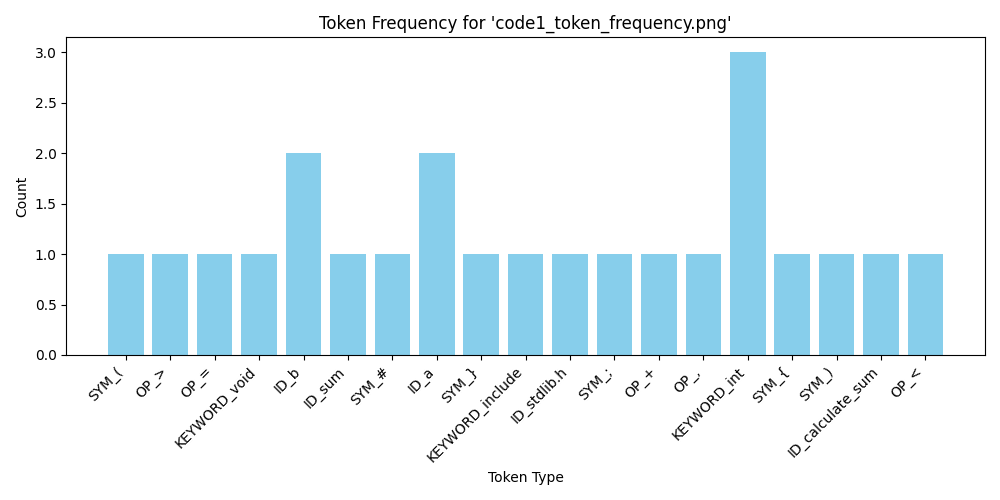 Token Frequency for 'code1_token_frequency.png'
3.0
2.5
2.0
1.5
1.0
0.5
0.0
Count
SYM_(
OP_>
OP_=
KEYWORD_void
ID_b
ID_sum
SYM_#
ID_a
SYM_}
KEYWORD_include
ID_stdlib.h
SYM_;
OP_+
OP_,
KEYWORD_int
SYM_{
SYM_)
ID_calculate_sum
OP_<
Token Type